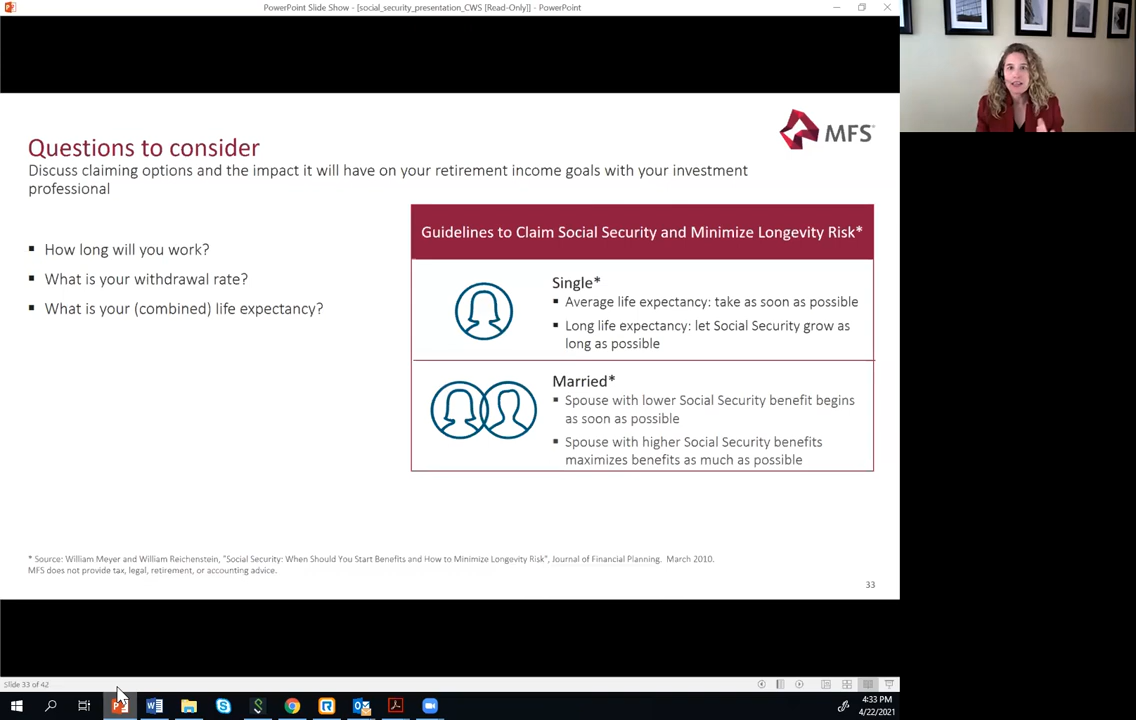 PowerPoint Slide Show - [social_security_presentation_CWS [Read-Only]] - PowerPoint
MFS
Questions to consider
Discuss claiming options and the impact it will have on your retirement income goals with your investment
professional
▪ How long will you work?
▪ What is your withdrawal rate?
▪ What is your (combined) life expectancy?
Guidelines to Claim Social Security and Minimize Longevity Risk*
Single*
▪ Average life expectancy: take as soon as possible
▪ Long life expectancy: let Social Security grow as
long as possible
Married*
▪ Spouse with lower Social Security benefit begins
as soon as possible
▪ Spouse with higher Social Security benefits
maximizes benefits as much as possible
* Source: William Meyer and William Reichenstein, "Social Security: When Should You Start Benefits and How to Minimize Longevity Risk", Journal of Financial Planning. March 2010.
MFS does not provide tax, legal, retirement, or accounting advice.
33
Slide 33 of 42
4:33 PM
4/22/2021